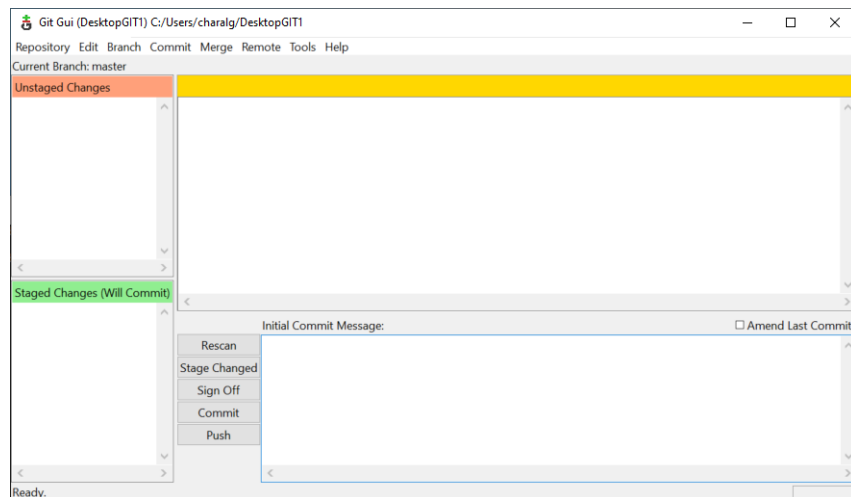 Git Gui (DesktopGIT1) C:/Users/charalg/DesktopGIT1
Repository Edit Branch Commit Merge Remote Tools Help
Current Branch: master
Unstaged Changes
Staged Changes (Will Commit)
Initial Commit Message:
Amend Last Commit
Rescan
Stage Changed
Sign Off
Commit
Push
Ready.